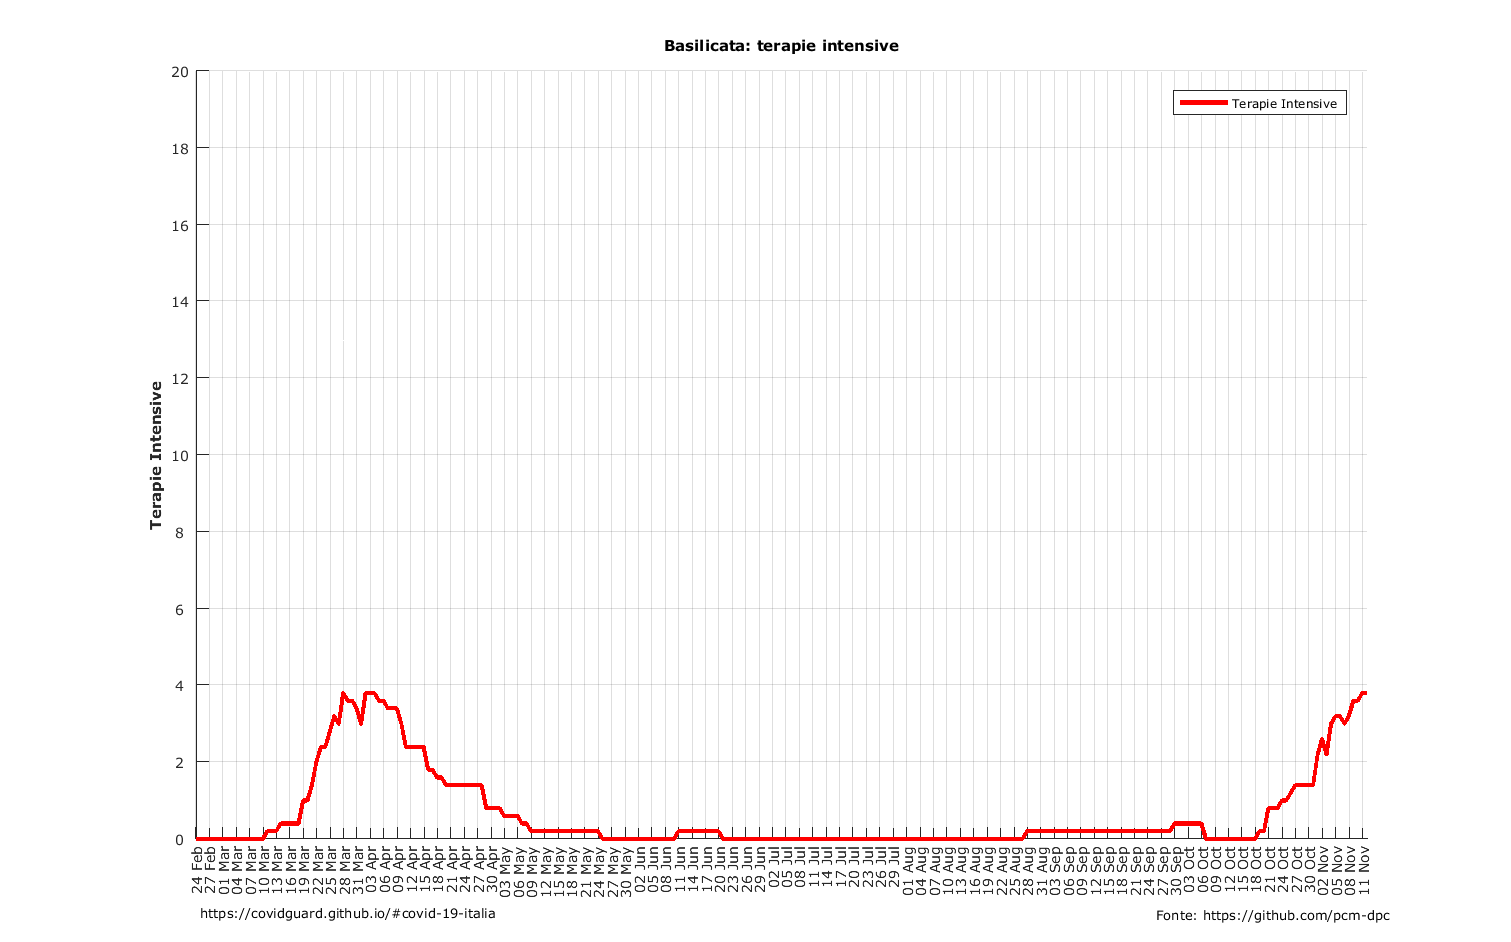 Basilicata: terapie intensive
Terapie Intensive
20
18
16
14
12
10
8
6
4
2
0
Terapie Intensive
24 Feb
27 Feb
01 Mar
04 Mar
07 Mar
10 Mar
13 Mar
16 Mar
19 Mar
22 Mar
25 Mar
28 Mar
31 Mar
03 Apr
06 Apr
09 Apr
12 Apr
15 Apr
18 Apr
21 Apr
24 Apr
27 Apr
30 Apr
03 May
06 May
09 May
12 May
15 May
18 May
21 May
24 May
27 May
30 May
02 Jun
05 Jun
08 Jun
11 Jun
14 Jun
17 Jun
20 Jun
23 Jun
26 Jun
29 Jun
02 Jul
05 Jul
08 Jul
11 Jul
14 Jul
17 Jul
20 Jul
23 Jul
26 Jul
29 Jul
01 Aug
04 Aug
07 Aug
10 Aug
13 Aug
16 Aug
19 Aug
22 Aug
25 Aug
28 Aug
31 Aug
03 Sep
06 Sep
09 Sep
12 Sep
15 Sep
18 Sep
21 Sep
24 Sep
27 Sep
30 Sep
03 Oct
06 Oct
09 Oct
12 Oct
15 Oct
18 Oct
21 Oct
24 Oct
27 Oct
30 Oct
02 Nov
05 Nov
08 Nov
11 Nov
https://covidguard.github.io/#covid-19-italia
Fonte: https://github.com/pcm-dpc